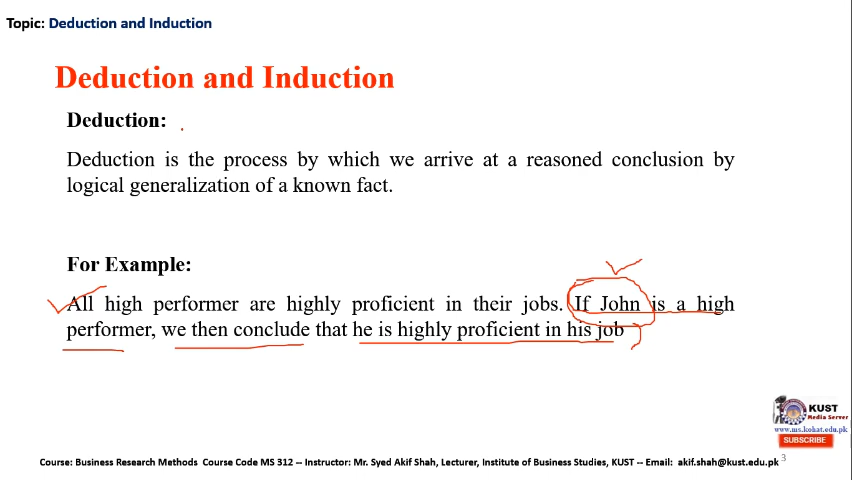 Topic: Deduction and Induction
Deduction and Induction
Deduction:
Deduction is the process by which we arrive at a reasoned conclusion by
logical generalization of a known fact.
For Example:
All high performer are highly proficient in their jobs. If John is a high
performer, we then conclude that he is highly proficient in his job
KUST
Media Server
www.ms.kohat.edu.pk
SUBSCRIBE
Course: Business Research Methods Course Code MS 312 -- Instructor: Mr. Syed Akif Shah, Lecturer, Institute of Business Studies, KUST -- Email: akif.shah@kust.edu.pk
3